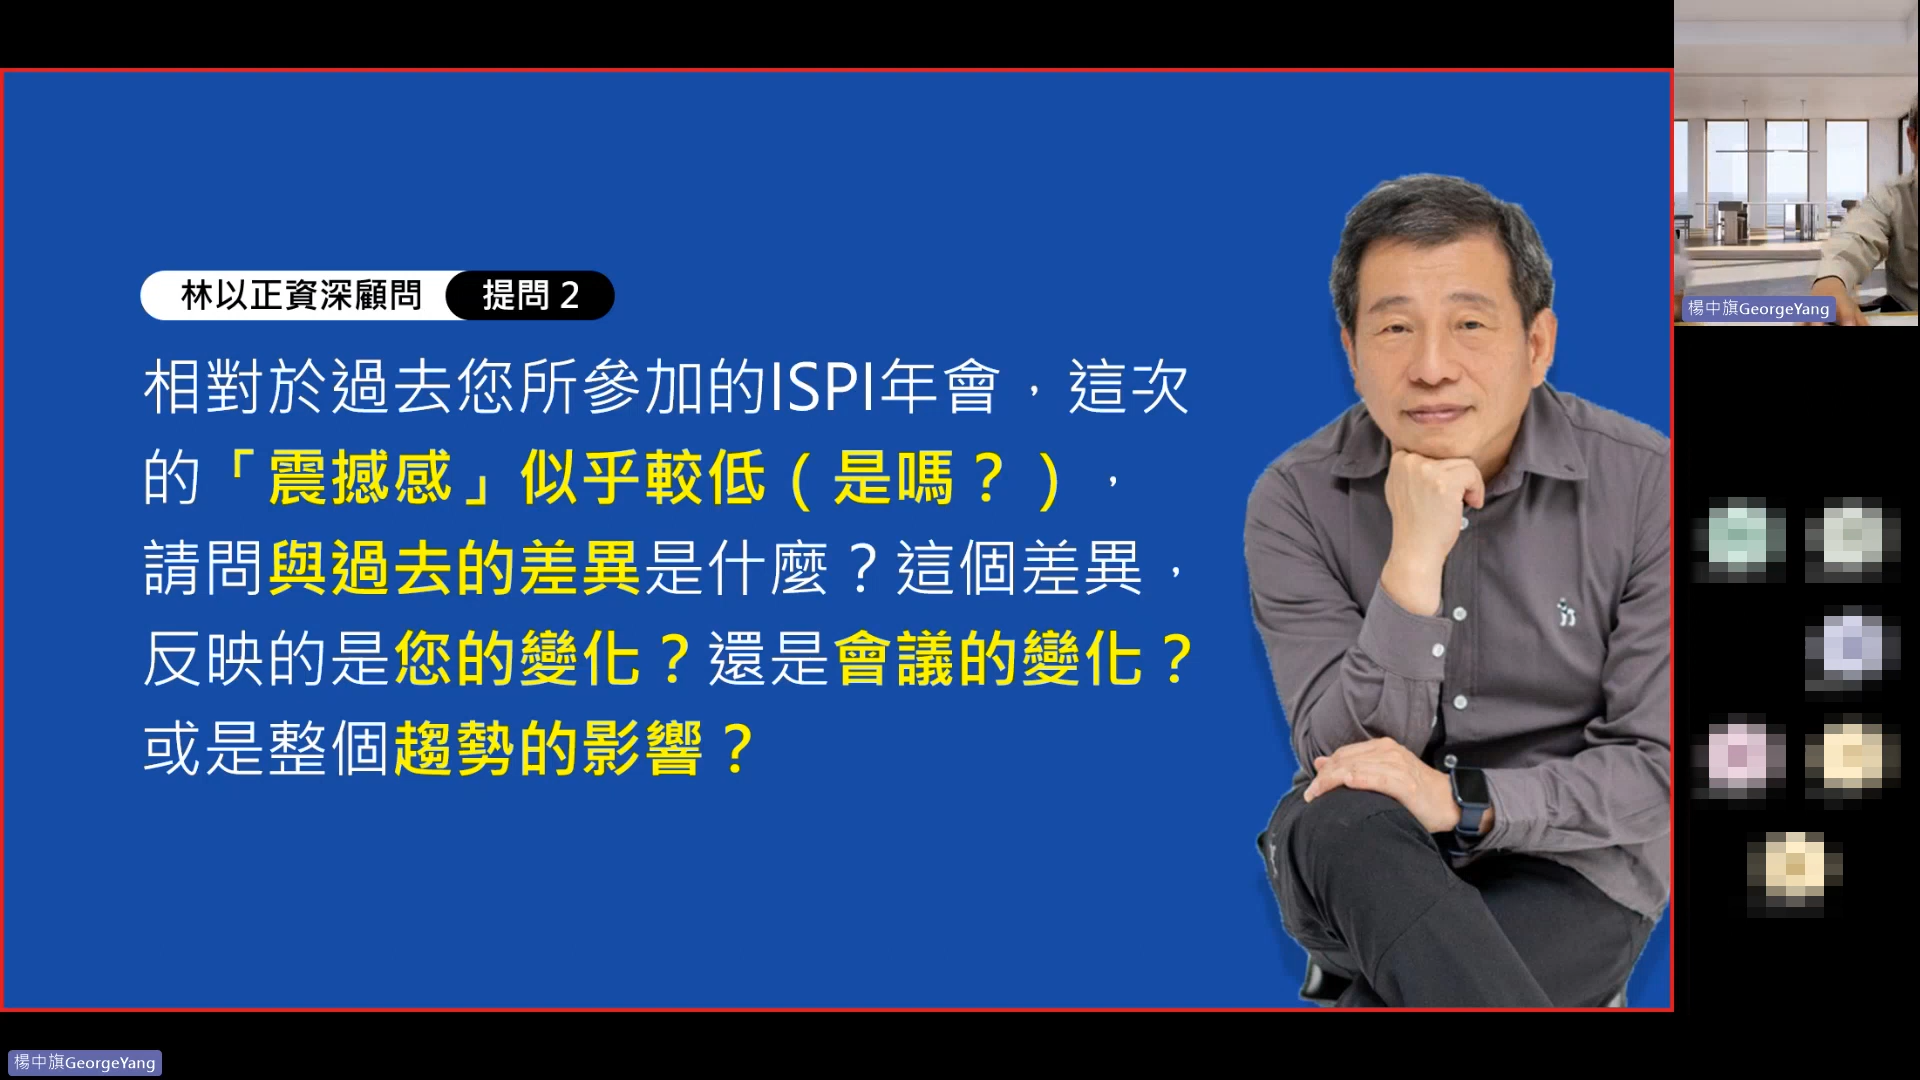 林以正資深顧問 提問 2
相對於過去您所參加的ISPI年會，這次
的「震撼感」似乎較低（是嗎？），
請問與過去的差異是什麼？這個差異，
反映的是您的變化？還是會議的變化？
或是整個趨勢的影響？
楊中旗GeorgeYang
楊中旗GeorgeYang